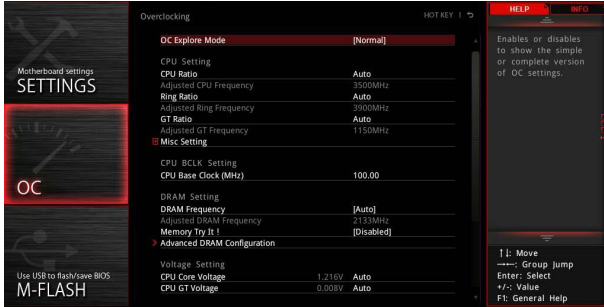 Motherboard settings
SETTINGS
OC
Use USB to flash/save BIOS
M-FLASH
Overclocking
HOT KEY
OC Explore Mode [Normal]
CPU Setting
CPU Ratio Auto
Adjusted CPU Frequency 3500MHz
Ring Ratio Auto
Adjusted Ring Frequency 3900MHz
GT Ratio Auto
Adjusted GT Frequency 1150MHz
Misc Setting
CPU BCLK Setting
CPU Base Clock (MHz) 100.00
DRAM Setting
DRAM Frequency [Auto]
Adjusted DRAM Frequency 2133MHz
Memory Try It ! [Disabled]
Advanced DRAM Configuration
Voltage Setting
CPU Core Voltage 1.216V Auto
CPU GT Voltage 0.008V Auto
HELP INFO
Enables or disables
to show the simple
or complete version
of OC settings.
↑↓: Move
→←: Group Jump
Enter: Select
+/-: Value
F1: General Help